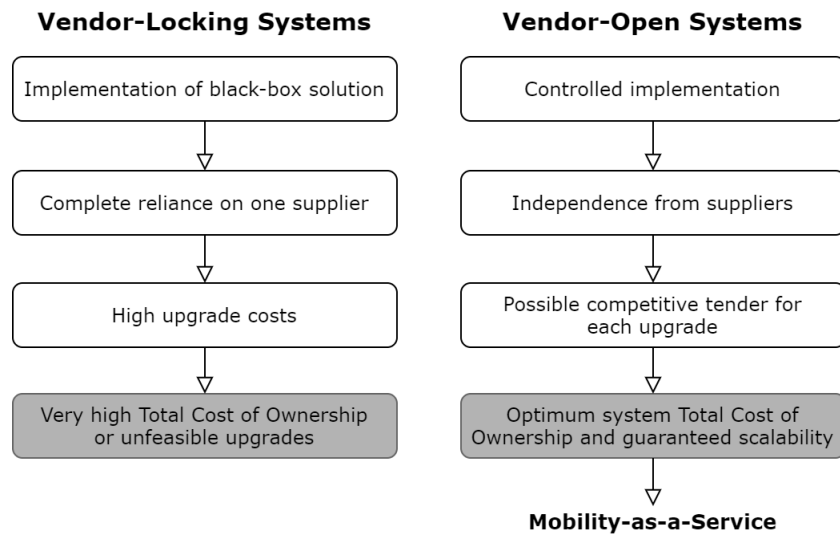 Vendor-Locking Systems
Implementation of black-box solution
Complete reliance on one supplier
High upgrade costs
Very high Total Cost of Ownership
or unfeasible upgrades
Vendor-Open Systems
Controlled implementation
Independence from suppliers
Possible competitive tender for
each upgrade
Optimum system Total Cost of
Ownership and guaranteed scalability
Mobility-as-a-Service